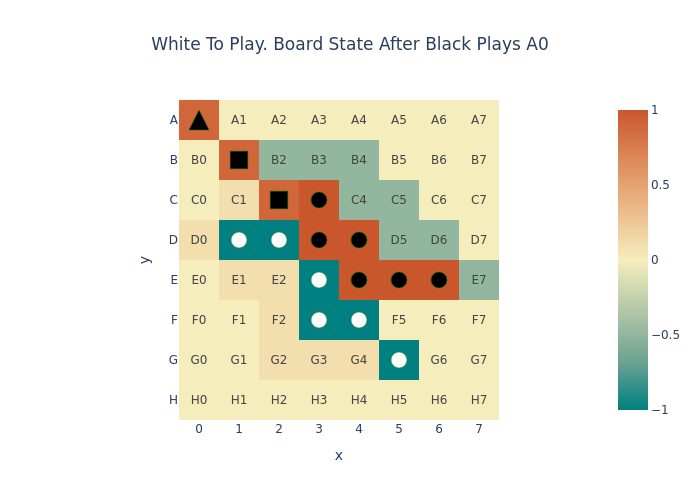 White To Play. Board State After Black Plays A0
A A1 A2 A3 A4 A5 A6 A7
B B0 B2 B3 B4 B5 B6 B7
C C0 C1 C4 C5 C6 C7
D D0 D5 D6 D7
E E0 E1 E2 E7
F F0 F1 F2 F5 F6 F7
G G0 G1 G2 G3 G4 G6 G7
H H0 H1 H2 H3 H4 H5 H6 H7
0 1 2 3 4 5 6 7
x
y
1
0.5
0
−0.5
−1